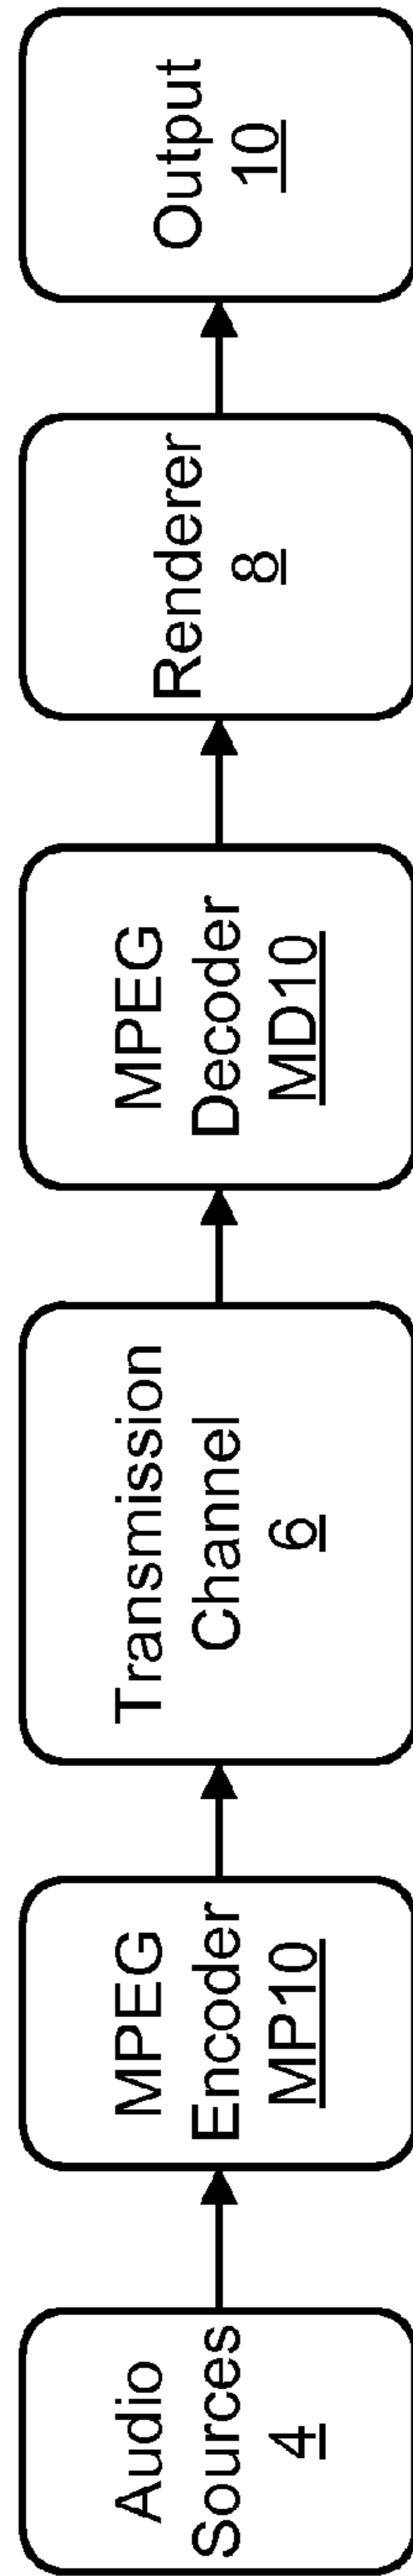 Audio
Sources
4
MPEG
Encoder
MP10
Transmission
Channel
6
MPEG
Decoder
MD10
Renderer
8
Output
10